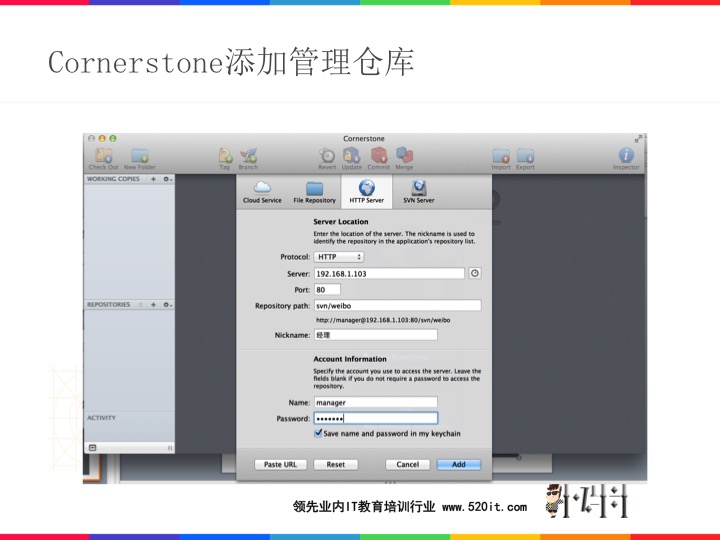 Cornerstone添加管理仓库
Cornerstone
Check Out New Folder Tag Branch Revert Update Commit Merge Import Export Inspector
WORKING COPIES
Cloud Service File Repository HTTP Server SVN Server
Server Location
Enter the location of the server. The nickname is used to
identify the repository in the application's repository list.
Protocol: HTTP
Server: 192.168.1.103
Port: 80
REPOSITORIES
Repository path: svn/weibo
http://manager@192.168.1.103:80/svn/weibo
Nickname: 经理
Account Information
Specify the account you use to access the server. Leave the
fields blank if you do not require a password to access the
repository.
Name: manager
ACTIVITY
Password: •••••••
Save name and password in my keychain
Paste URL Reset Cancel Add
领先业内IT教育培训行业 www.520it.com